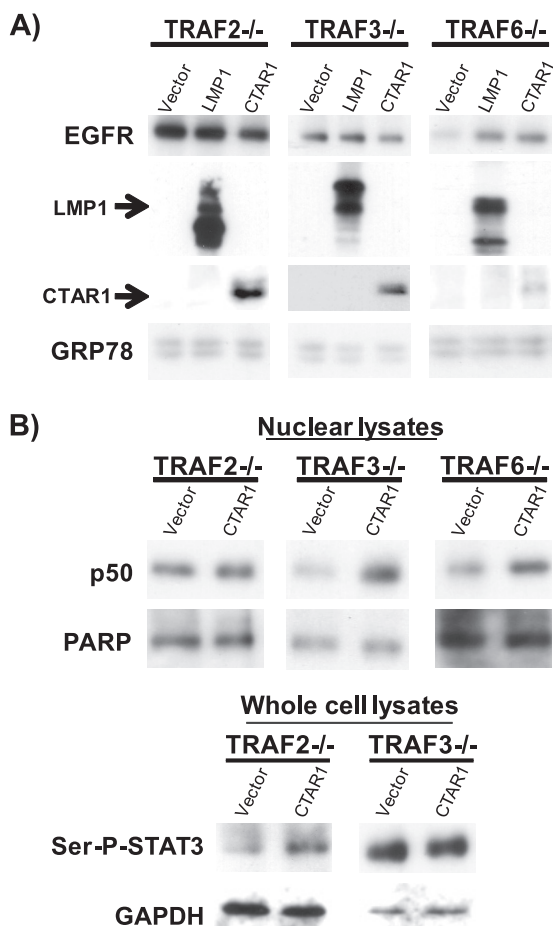 A)
TRAF2-/- TRAF3-/- TRAF6-/-
Vector LMP1 CTAR1 Vector LMP1 CTAR1 Vector LMP1 CTAR1
EGFR
LMP1
CTAR1
GRP78
B)
Nuclear lysates
TRAF2-/- TRAF3-/- TRAF6-/-
Vector CTAR1 Vector CTAR1 Vector CTAR1
p50
PARP
Whole cell lysates
TRAF2-/- TRAF3-/-
Vector CTAR1 Vector CTAR1
Ser-P-STAT3
GAPDH